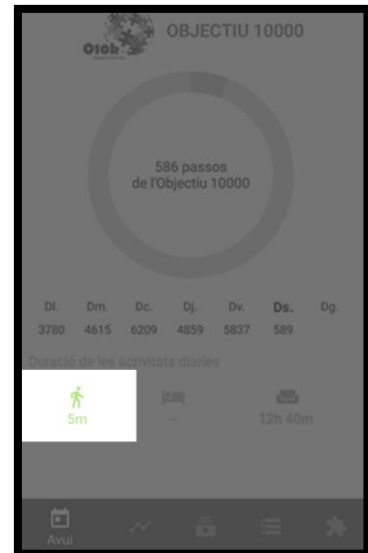 Otok
OBJECTIU 10000
586 passos
de l'Objectiu 10000
Dl. Dm. Dc. Dj. Dv. Ds. Dg.
3780 4615 6209 4859 5837 589
Duració de les activitats diaries
5m – 12h 40m
Avui